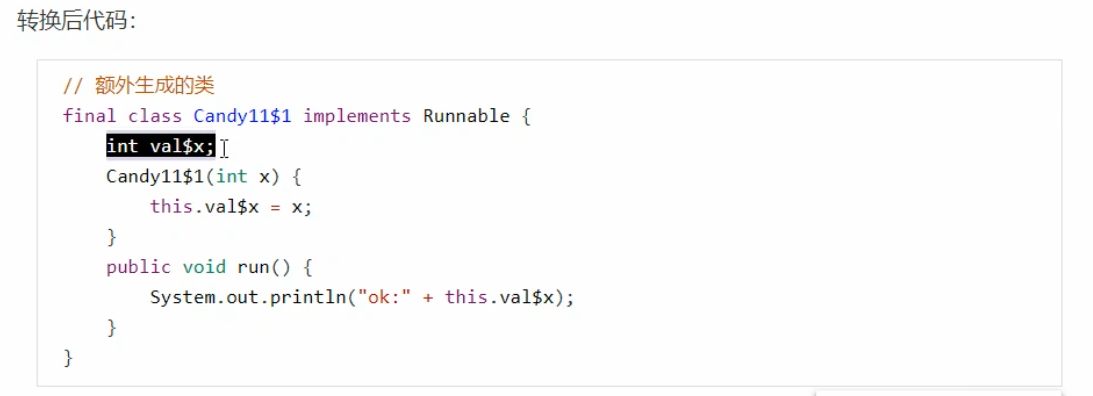 转换后代码：
// 额外生成的类
final class Candy11$1 implements Runnable {
int val$x;
Candy11$1(int x) {
this.val$x = x;
}
public void run() {
System.out.println("ok:" + this.val$x);
}
}